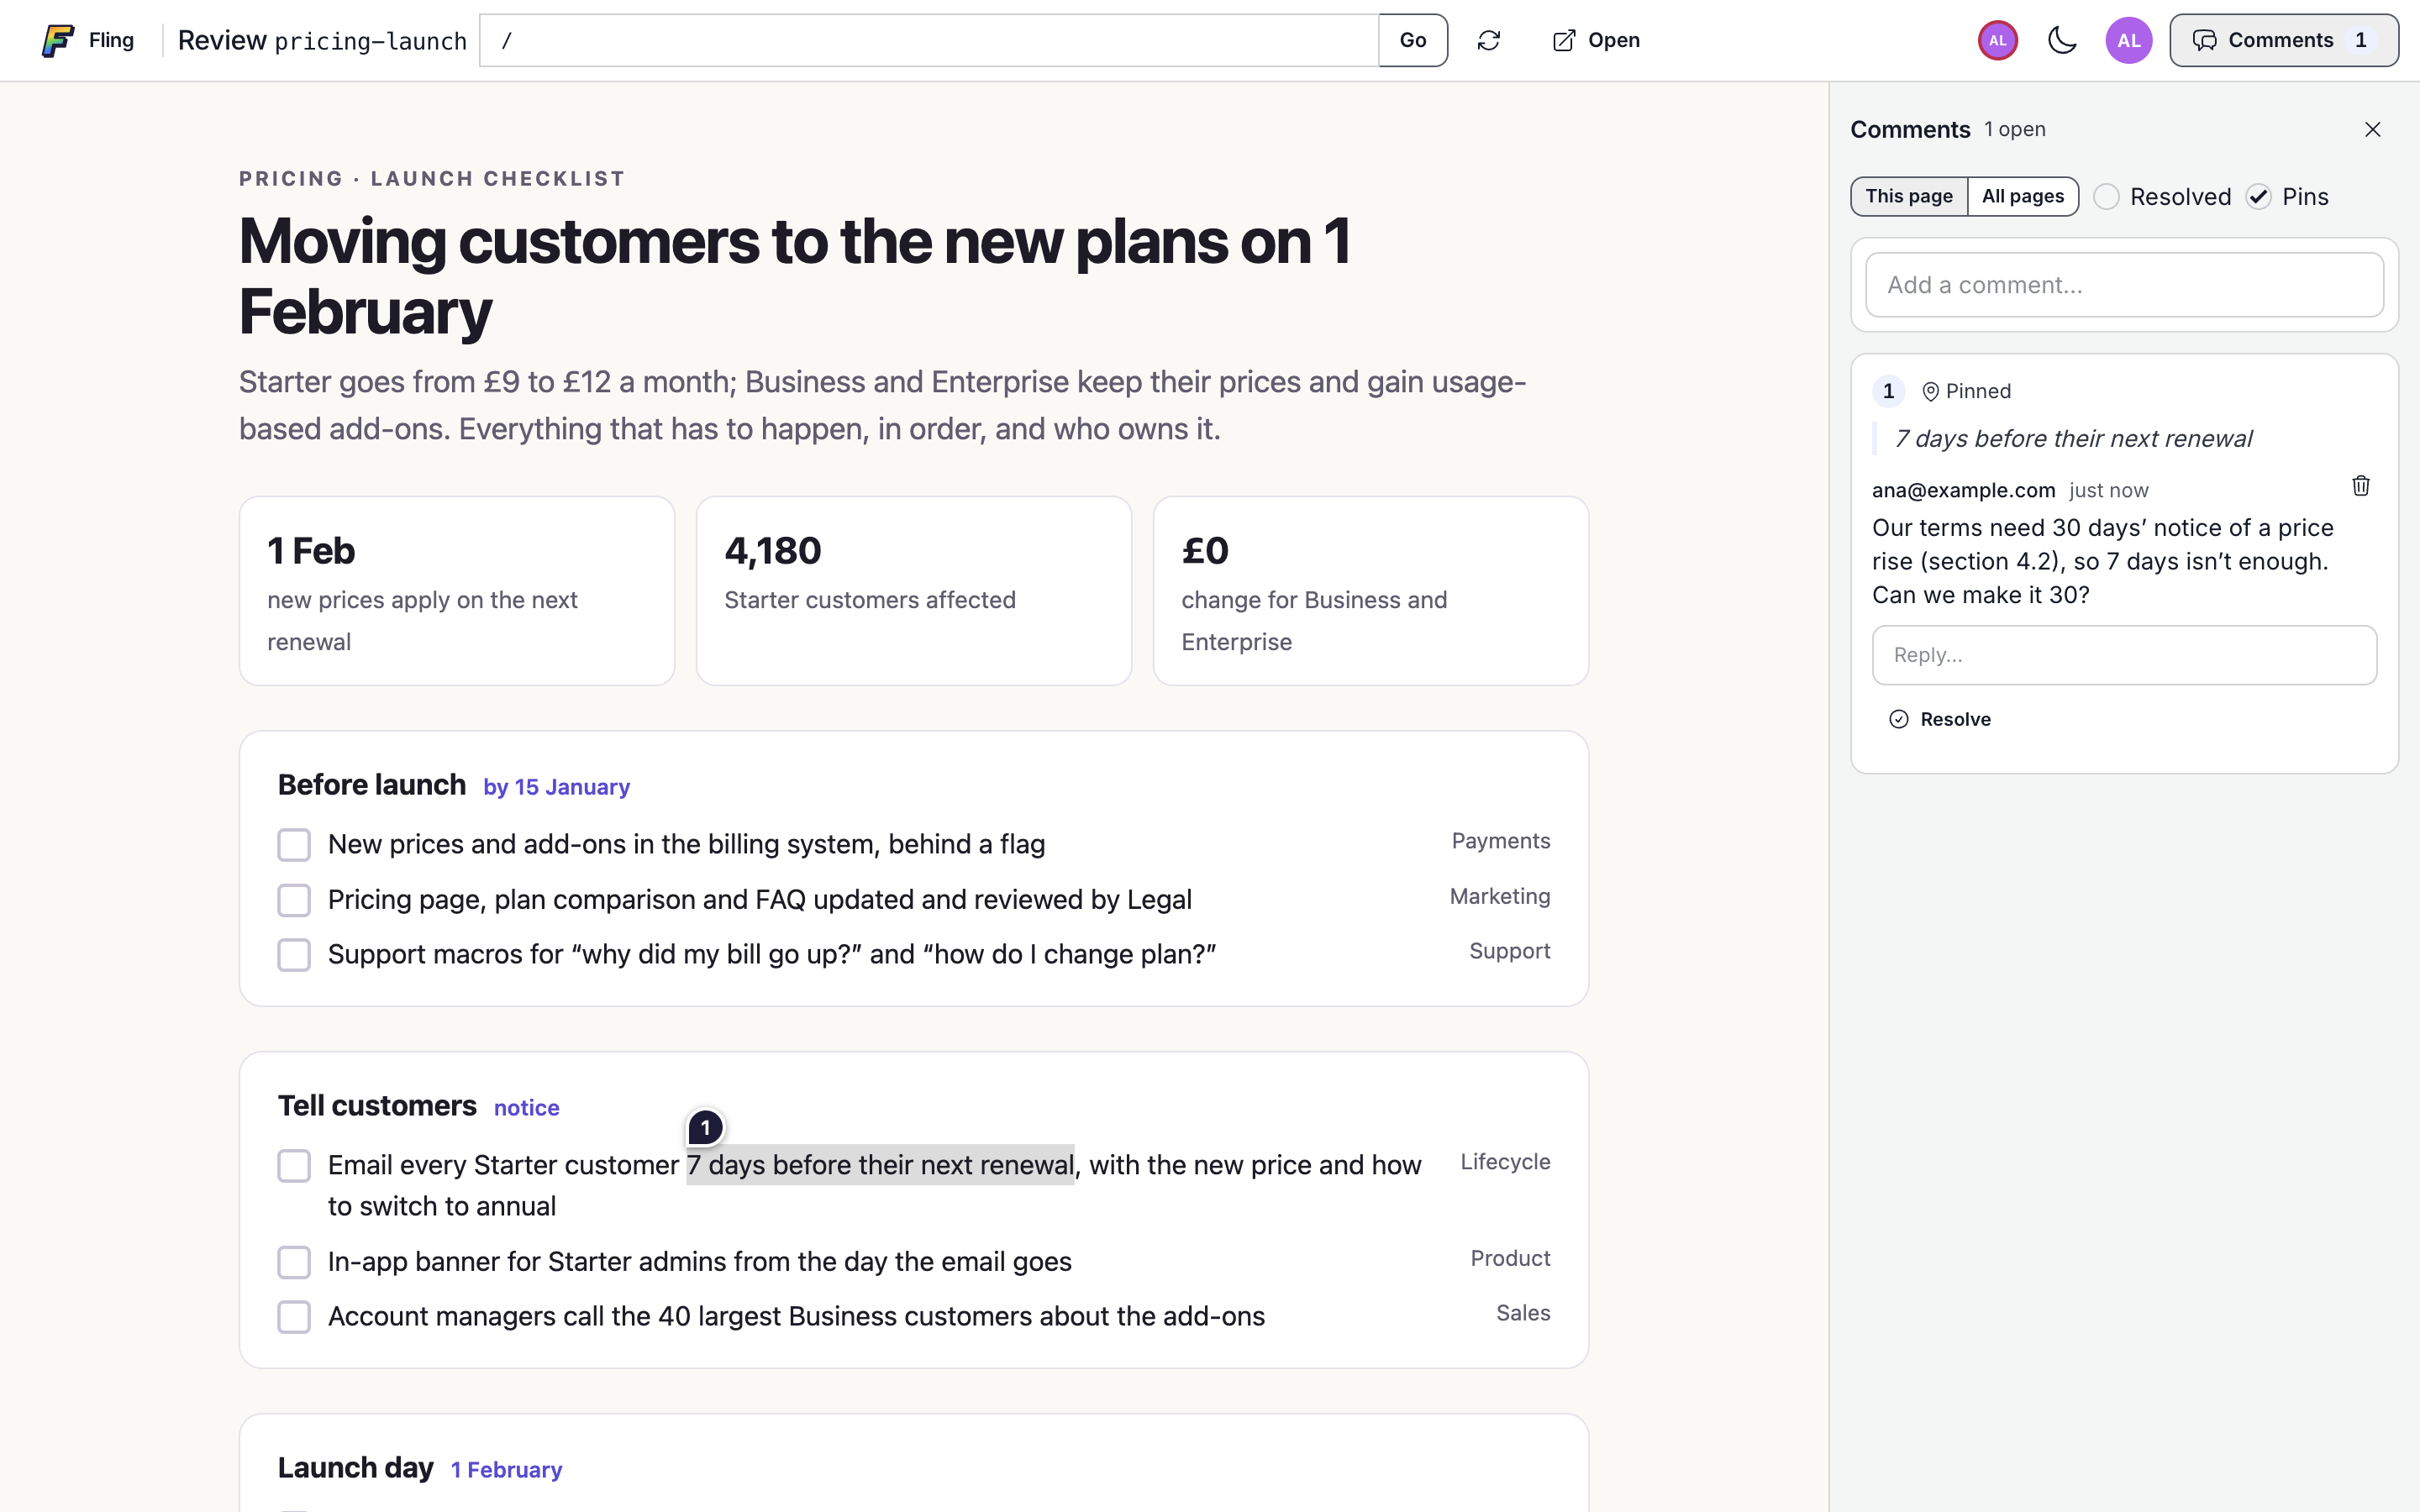 Fling
Review pricing-launch
/
Go
Open
AL
AL
Comments 1
PRICING · LAUNCH CHECKLIST
Moving customers to the new plans on 1
February
Starter goes from £9 to £12 a month; Business and Enterprise keep their prices and gain usage-
based add-ons. Everything that has to happen, in order, and who owns it.
1 Feb
new prices apply on the next
renewal
4,180
Starter customers affected
£0
change for Business and
Enterprise
Before launch by 15 January
New prices and add-ons in the billing system, behind a flag Payments
Pricing page, plan comparison and FAQ updated and reviewed by Legal Marketing
Support macros for “why did my bill go up?” and “how do I change plan?” Support
Tell customers notice
1
Email every Starter customer 7 days before their next renewal, with the new price and how Lifecycle
to switch to annual
In-app banner for Starter admins from the day the email goes Product
Account managers call the 40 largest Business customers about the add-ons Sales
Launch day 1 February
Comments 1 open
This page All pages Resolved Pins
Add a comment...
1 Pinned
7 days before their next renewal
ana@example.com just now
Our terms need 30 days’ notice of a price
rise (section 4.2), so 7 days isn’t enough.
Can we make it 30?
Reply...
Resolve